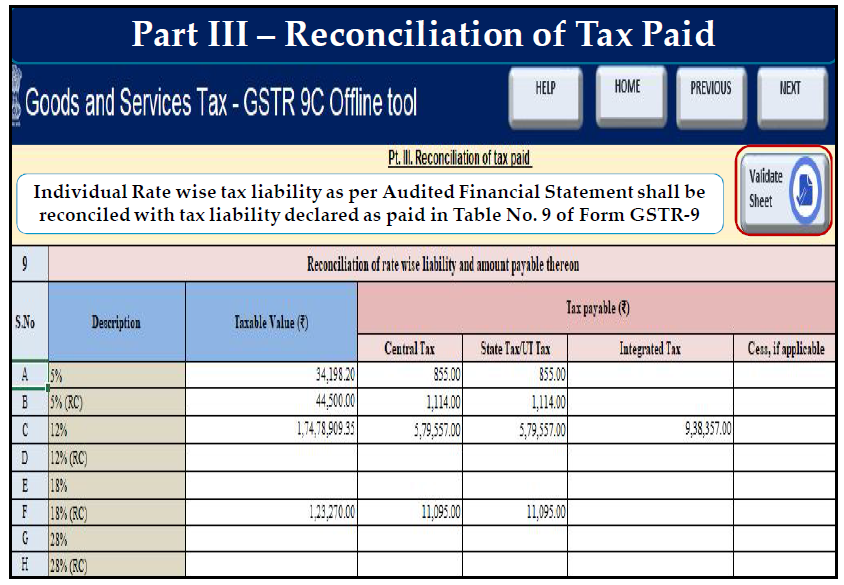 Part III – Reconciliation of Tax Paid
Goods and Services Tax - GSTR 9C Offline tool
HELP
HOME
PREVIOUS
NEXT
Pt. III. Reconciliation of tax paid
Validate
Sheet
Individual Rate wise tax liability as per Audited Financial Statement shall be
reconciled with tax liability declared as paid in Table No. 9 of Form GSTR-9
9 Reconciliation of rate wise liability and amount payable thereon
S.No Description Taxable Value (₹) Tax payable (₹)
Central Tax State Tax/UT Tax Integrated Tax Cess, if applicable
A 5% 34,198.20 855.00 855.00
B 5% (RC) 44,500.00 1,114.00 1,114.00
C 12% 1,74,78,909.35 5,79,557.00 5,79,557.00 9,38,357.00
D 12% (RC)
E 18%
F 18% (RC) 1,23,270.00 11,095.00 11,095.00
G 28%
H 28% (RC)